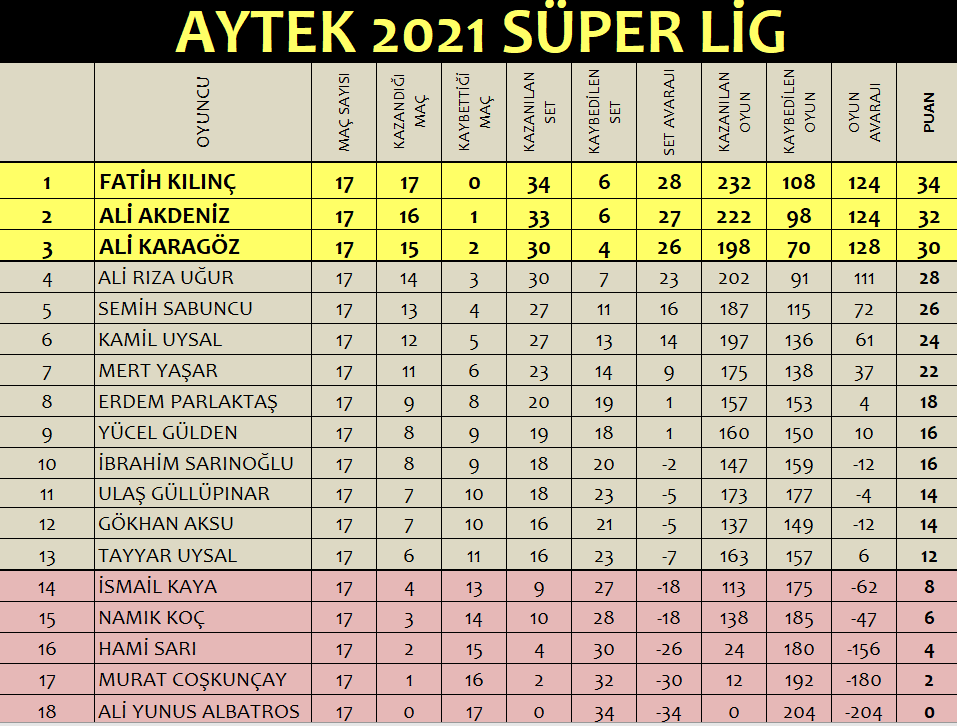 AYTEK 2021 SÜPER LİG
OYUNCU MAÇ SAYISI KAZANDIĞI MAÇ KAYBETTİĞİ MAÇ KAZANILAN SET KAYBEDİLEN SET SET AVARAJI KAZANILAN OYUN KAYBEDİLEN OYUN OYUN AVARAJI PUAN
1 FATİH KILINÇ 17 17 0 34 6 28 232 108 124 34
2 ALİ AKDENİZ 17 16 1 33 6 27 222 98 124 32
3 ALİ KARAGÖZ 17 15 2 30 4 26 198 70 128 30
4 ALİ RIZA UĞUR 17 14 3 30 7 23 202 91 111 28
5 SEMİH SABUNCU 17 13 4 27 11 16 187 115 72 26
6 KAMİL UYSAL 17 12 5 27 13 14 197 136 61 24
7 MERT YAŞAR 17 11 6 23 14 9 175 138 37 22
8 ERDEM PARLAKTAŞ 17 9 8 20 19 1 157 153 4 18
9 YÜCEL GÜLDEN 17 8 9 19 18 1 160 150 10 16
10 İBRAHİM SARINOĞLU 17 8 9 18 20 -2 147 159 -12 16
11 ULAŞ GÜLLÜPINAR 17 7 10 18 23 -5 173 177 -4 14
12 GÖKHAN AKSU 17 7 10 16 21 -5 137 149 -12 14
13 TAYYAR UYSAL 17 6 11 16 23 -7 163 157 6 12
14 İSMAİL KAYA 17 4 13 9 27 -18 113 175 -62 8
15 NAMIK KOÇ 17 3 14 10 28 -18 138 185 -47 6
16 HAMİ SARI 17 2 15 4 30 -26 24 180 -156 4
17 MURAT COŞKUNÇAY 17 1 16 2 32 -30 12 192 -180 2
18 ALİ YUNUS ALBATROS 17 0 17 0 34 -34 0 204 -204 0